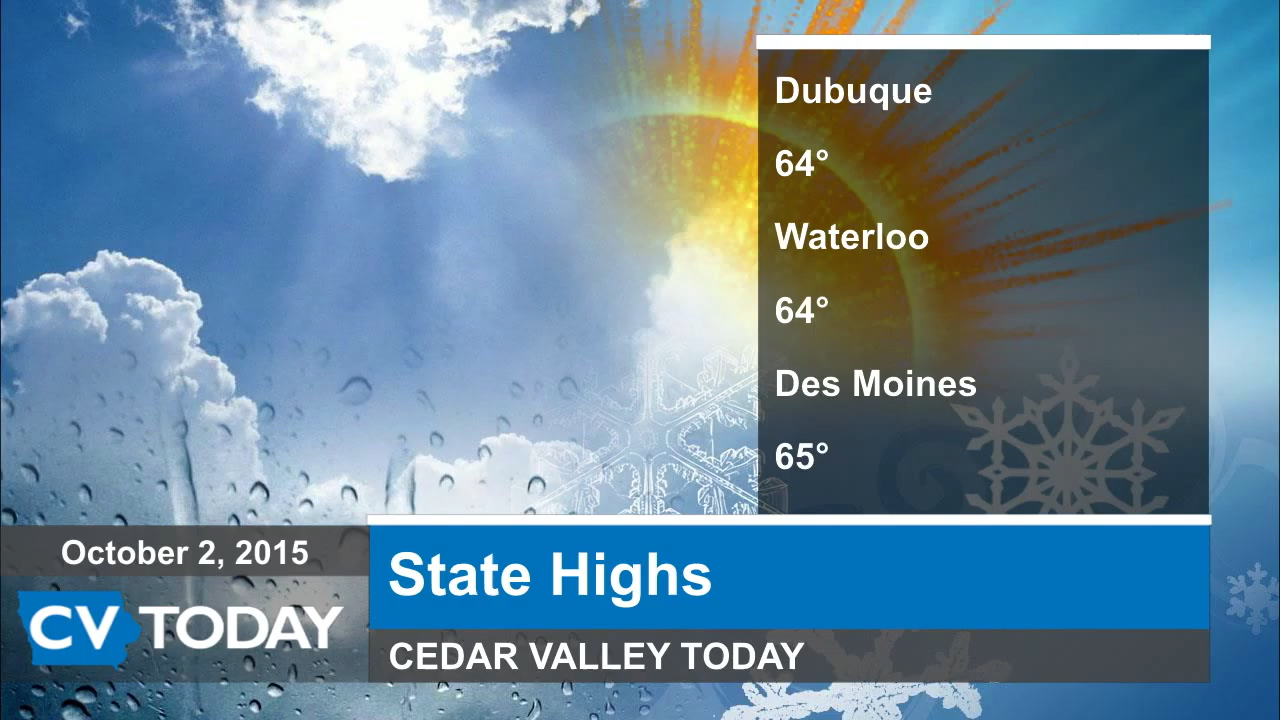 Dubuque
64°
Waterloo
64°
Des Moines
65°
October 2, 2015
State Highs
CV TODAY
CEDAR VALLEY TODAY